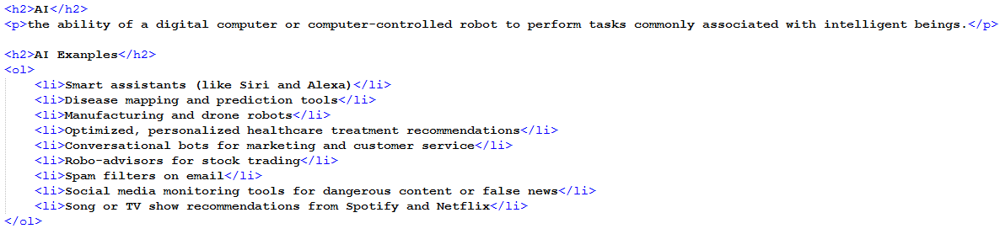 <h2>AI</h2>
<p>the ability of a digital computer or computer-controlled robot to perform tasks commonly associated with intelligent beings.</p>
<h2>AI Exanples</h2>
<ol>
<li>Smart assistants (like Siri and Alexa)</li>
<li>Disease mapping and prediction tools</li>
<li>Manufacturing and drone robots</li>
<li>Optimized, personalized healthcare treatment recommendations</li>
<li>Conversational bots for marketing and customer service</li>
<li>Robo-advisors for stock trading</li>
<li>Spam filters on email</li>
<li>Social media monitoring tools for dangerous content or false news</li>
<li>Song or TV show recommendations from Spotify and Netflix</li>
</ol>